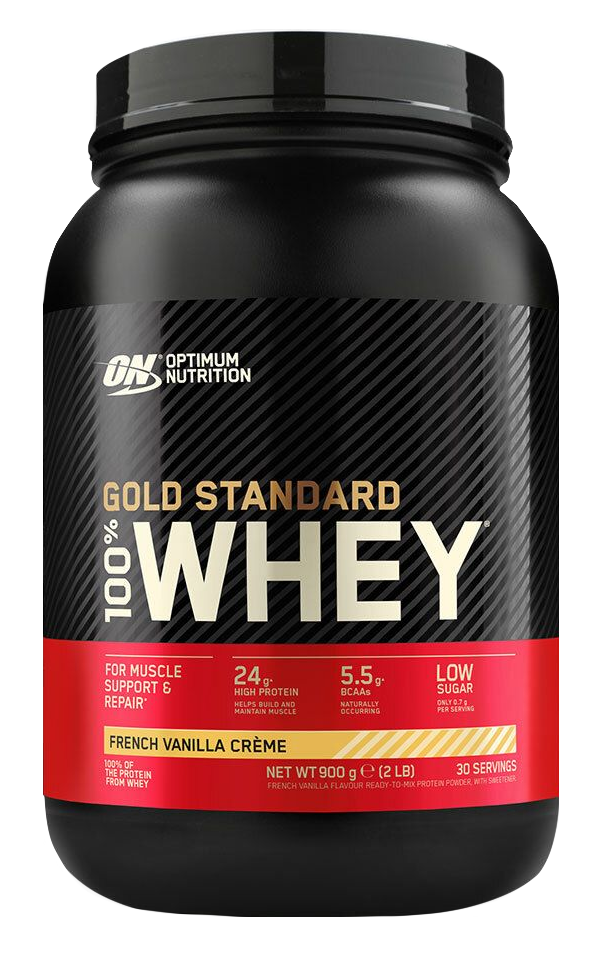 ON® OPTIMUM
NUTRITION
GOLD STANDARD
100% WHEY®
FOR MUSCLE
SUPPORT &
REPAIR*
24g*
HIGH PROTEIN
HELPS BUILD AND
MAINTAIN MUSCLE
5.5g*
BCAAs
NATURALLY
OCCURRING
LOW
SUGAR
ONLY 0.7 g
PER SERVING
FRENCH VANILLA CRÈME
100% OF
THE PROTEIN
FROM WHEY
NET WT 900 g ℮ (2 LB)
30 SERVINGS
FRENCH VANILLA FLAVOUR READY-TO-MIX PROTEIN POWDER, WITH SWEETENER.